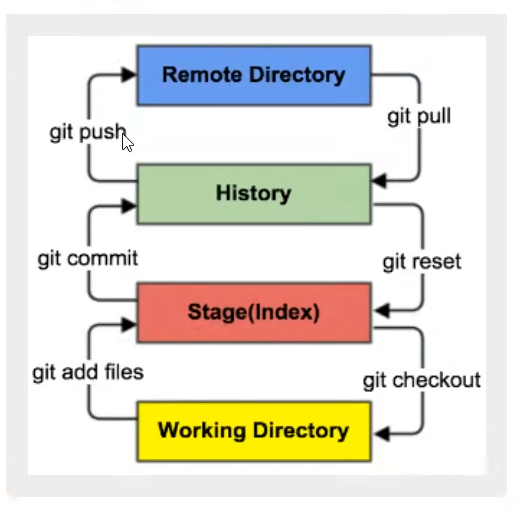 Remote Directory
git push
git pull
History
git commit
git reset
Stage(Index)
git add files
git checkout
Working Directory